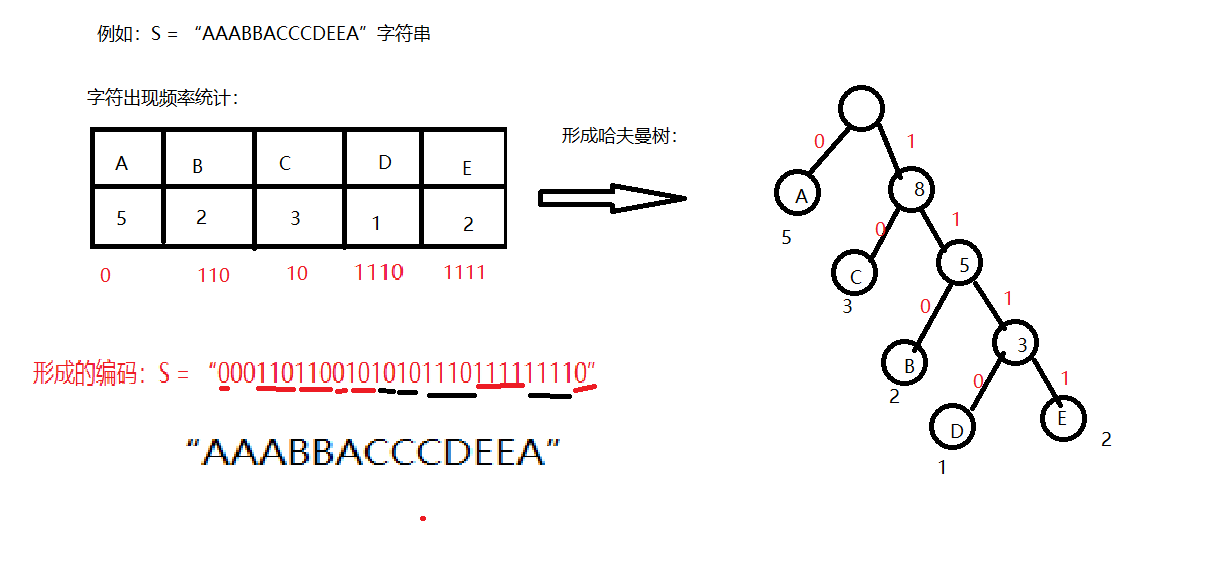 例如：S = “AAABBACCCDEEA”字符串
字符出现频率统计：
A B C D E
5 2 3 1 2
0 110 10 1110 1111
形成的编码：S = “00011011001010101110111111110”
“AAABBACCCDEEA”
形成哈夫曼树：
0 1
A 8
5
0 1
C 5
3
0 1
B 3
2
0 1
D E
1 2